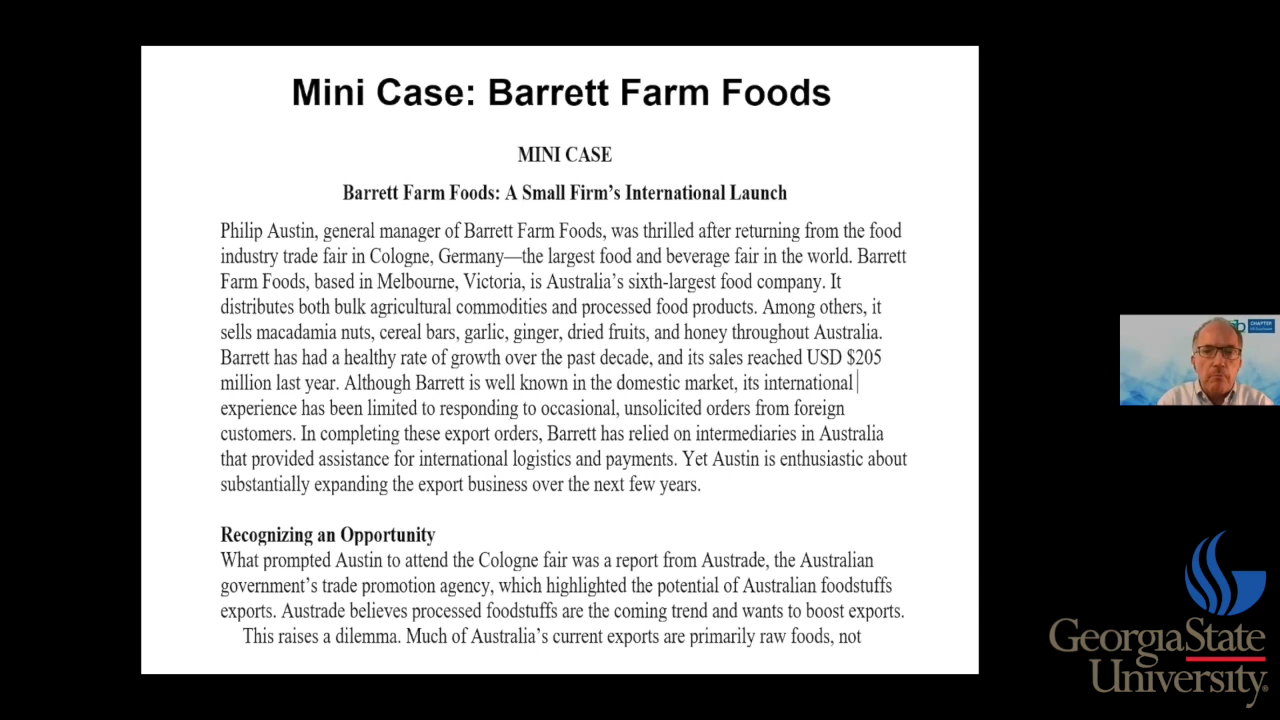 Mini Case: Barrett Farm Foods
MINI CASE
Barrett Farm Foods: A Small Firm's International Launch
Philip Austin, general manager of Barrett Farm Foods, was thrilled after returning from the food
industry trade fair in Cologne, Germany—the largest food and beverage fair in the world. Barrett
Farm Foods, based in Melbourne, Victoria, is Australia's sixth-largest food company. It
distributes both bulk agricultural commodities and processed food products. Among others, it
sells macadamia nuts, cereal bars, garlic, ginger, dried fruits, and honey throughout Australia.
Barrett has had a healthy rate of growth over the past decade, and its sales reached USD $205
million last year. Although Barrett is well known in the domestic market, its international
experience has been limited to responding to occasional, unsolicited orders from foreign
customers. In completing these export orders, Barrett has relied on intermediaries in Australia
that provided assistance for international logistics and payments. Yet Austin is enthusiastic about
substantially expanding the export business over the next few years.
Recognizing an Opportunity
What prompted Austin to attend the Cologne fair was a report from Austrade, the Australian
government's trade promotion agency, which highlighted the potential of Australian foodstuffs
exports. Austrade believes processed foodstuffs are the coming trend and wants to boost exports.
This raises a dilemma. Much of Australia's current exports are primarily raw foods, not
CHAPTER
GeorgiaState
University®